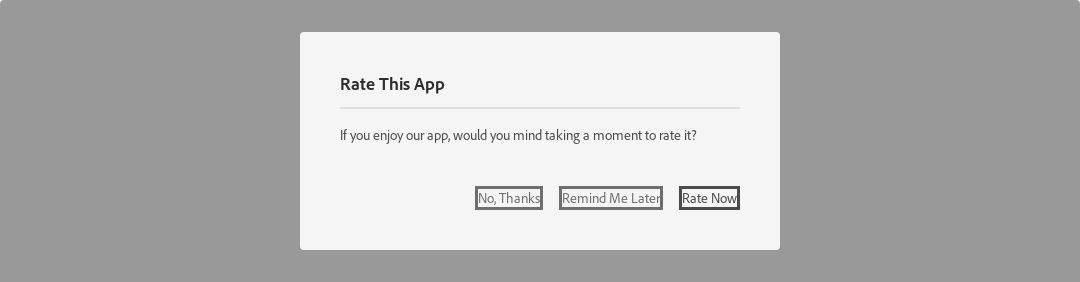 Rate This App
If you enjoy our app, would you mind taking a moment to rate it?
No, Thanks
Remind Me Later
Rate Now